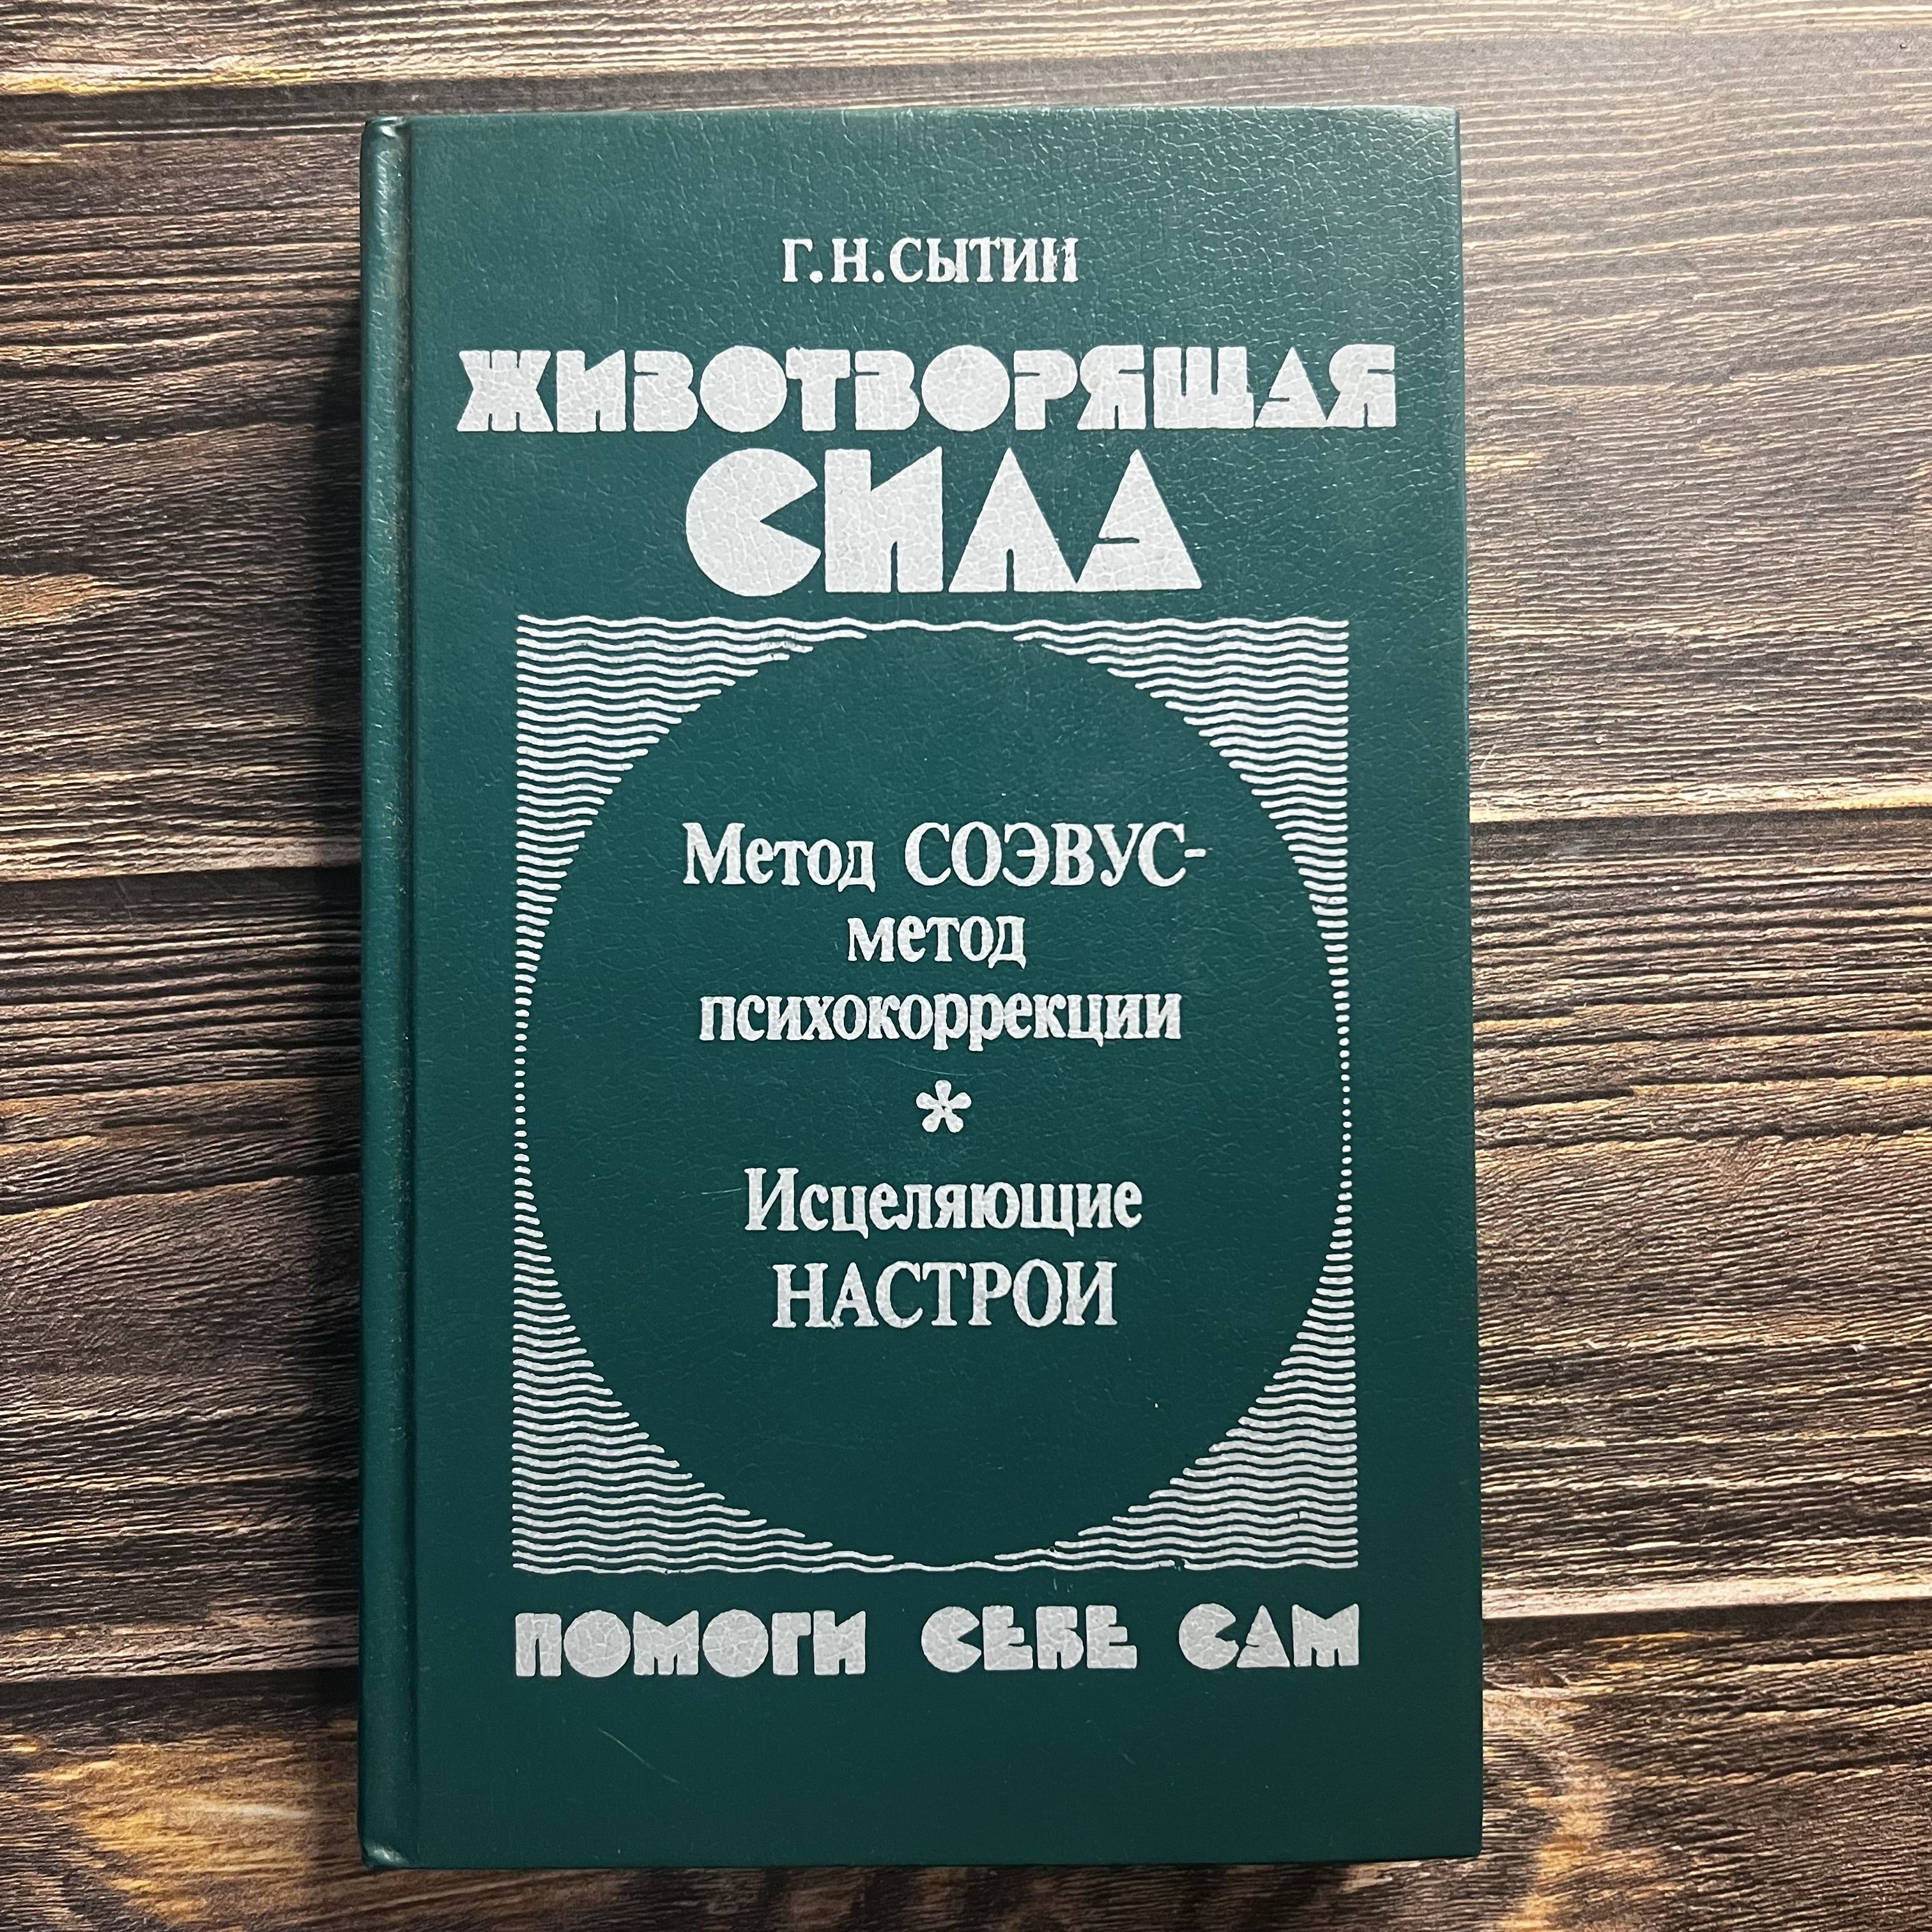 Г. Н. СЫТИН
ЖИВОТВОРЯЩАЯ
СИЛА
Метод СОЭВУС-
метод
психокоррекции
*
Исцеляющие
НАСТРОИ
ПОМОГИ СЕБЕ САМ